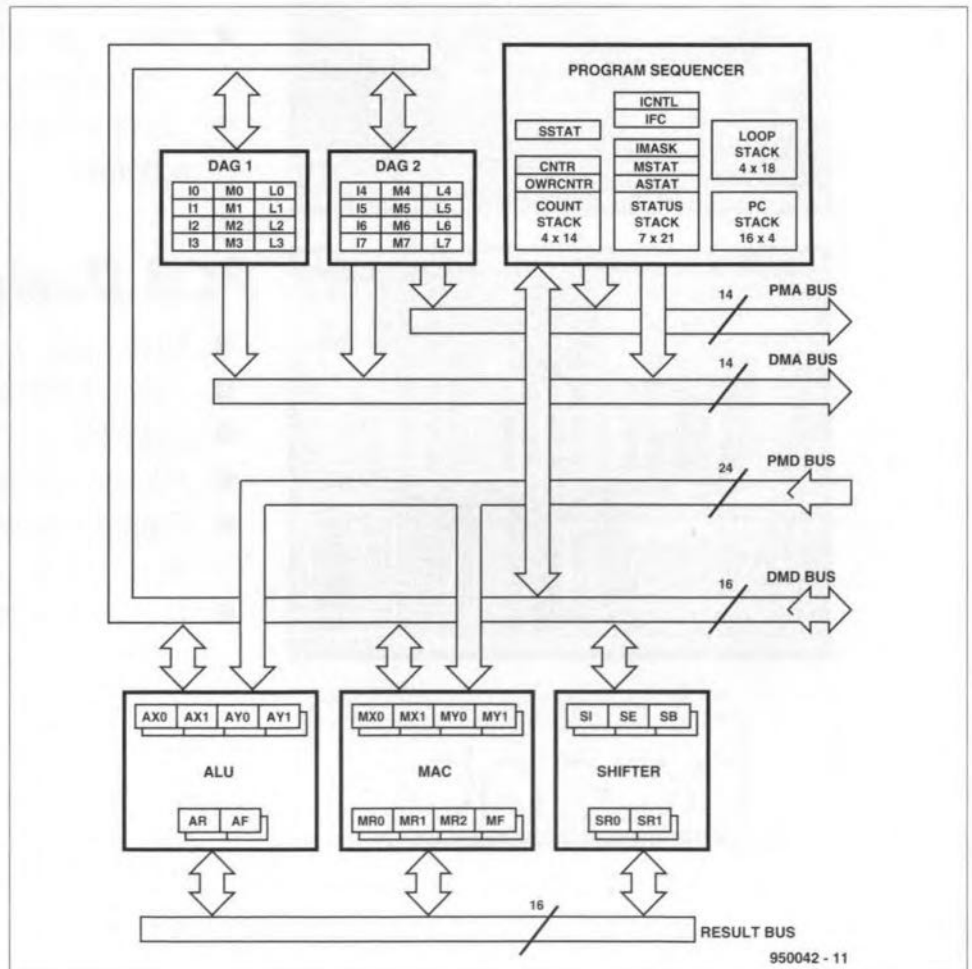 PROGRAM SEQUENCER
ICNTL
IFC
SSTAT
IMASK
CNTR
MSTAT
OWRCNTR
ASTAT
COUNT
STACK
4 x 14
STATUS
STACK
7 x 21
LOOP
STACK
4 x 18
PC
STACK
16 x 4
DAG 1
I0 M0 L0
I1 M1 L1
I2 M2 L2
I3 M3 L3
DAG 2
I4 M4 L4
I5 M5 L5
I6 M6 L6
I7 M7 L7
14
PMA BUS
14
DMA BUS
24
PMD BUS
16
DMD BUS
AX0 AX1 AY0 AY1
ALU
AR AF
MX0 MX1 MY0 MY1
MAC
MR0 MR1 MR2 MF
SI SE SB
SHIFTER
SR0 SR1
16
RESULT BUS
950042 - 11